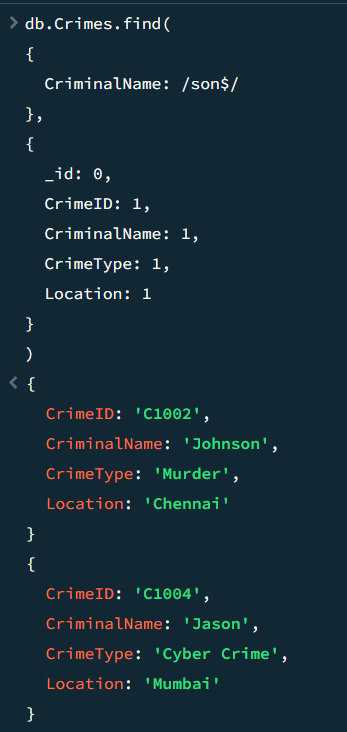 > db.Crimes.find(
{
CriminalName: /son$/
},
{
_id: 0,
CrimeID: 1,
CriminalName: 1,
CrimeType: 1,
Location: 1
}
)
< {
CrimeID: 'C1002',
CriminalName: 'Johnson',
CrimeType: 'Murder',
Location: 'Chennai'
}
{
CrimeID: 'C1004',
CriminalName: 'Jason',
CrimeType: 'Cyber Crime',
Location: 'Mumbai'
}